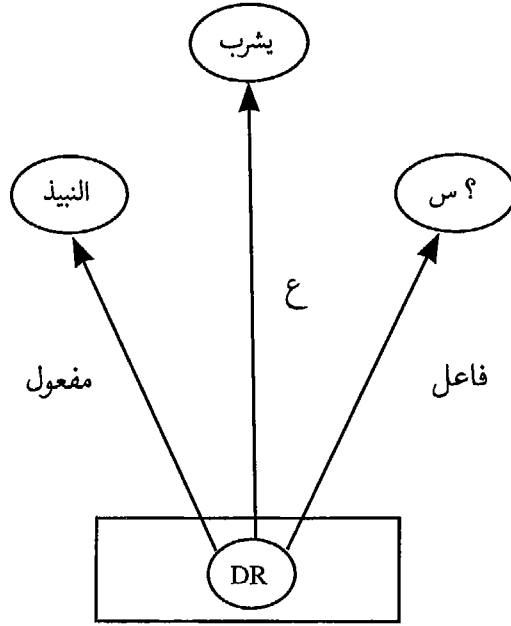 يشرب
؟ س
النبيذ
ع
فاعل
مفعول
DR